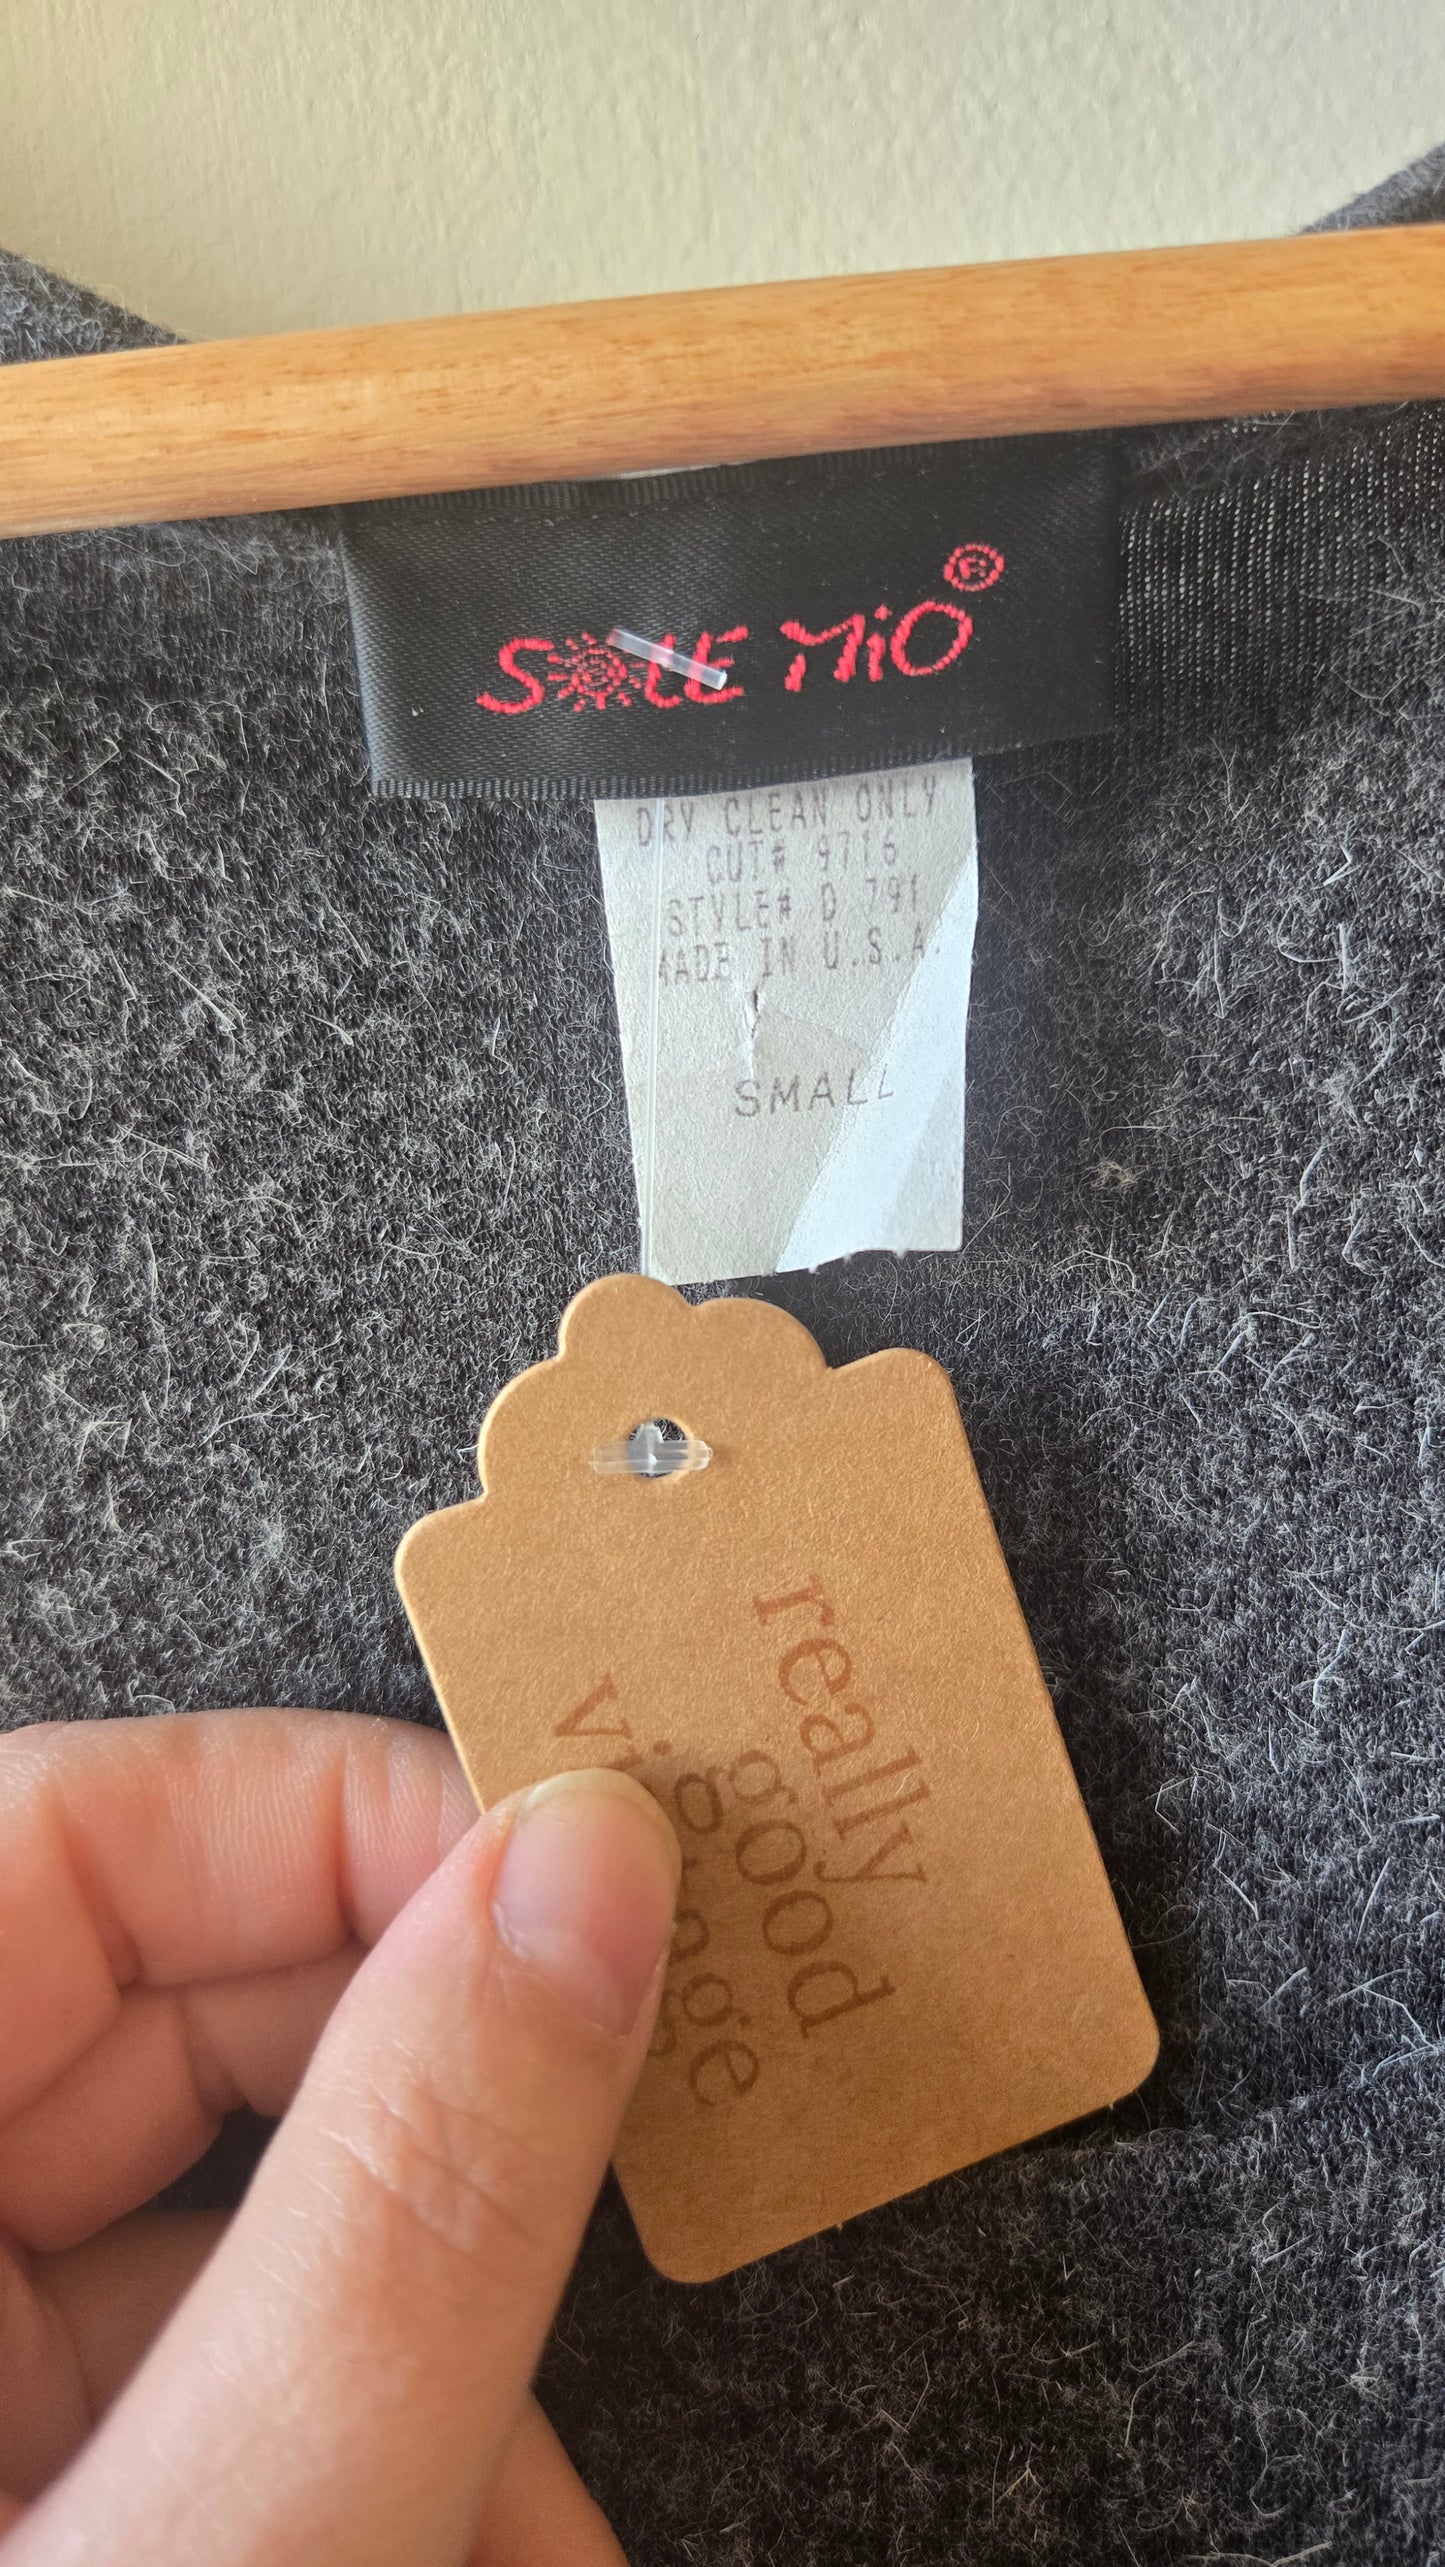 SOLE MiO ®
DRY CLEAN ONLY
CUT# 9716
STYLE# D 791
MADE IN U.S.A.
SMALL
really
good
vintage